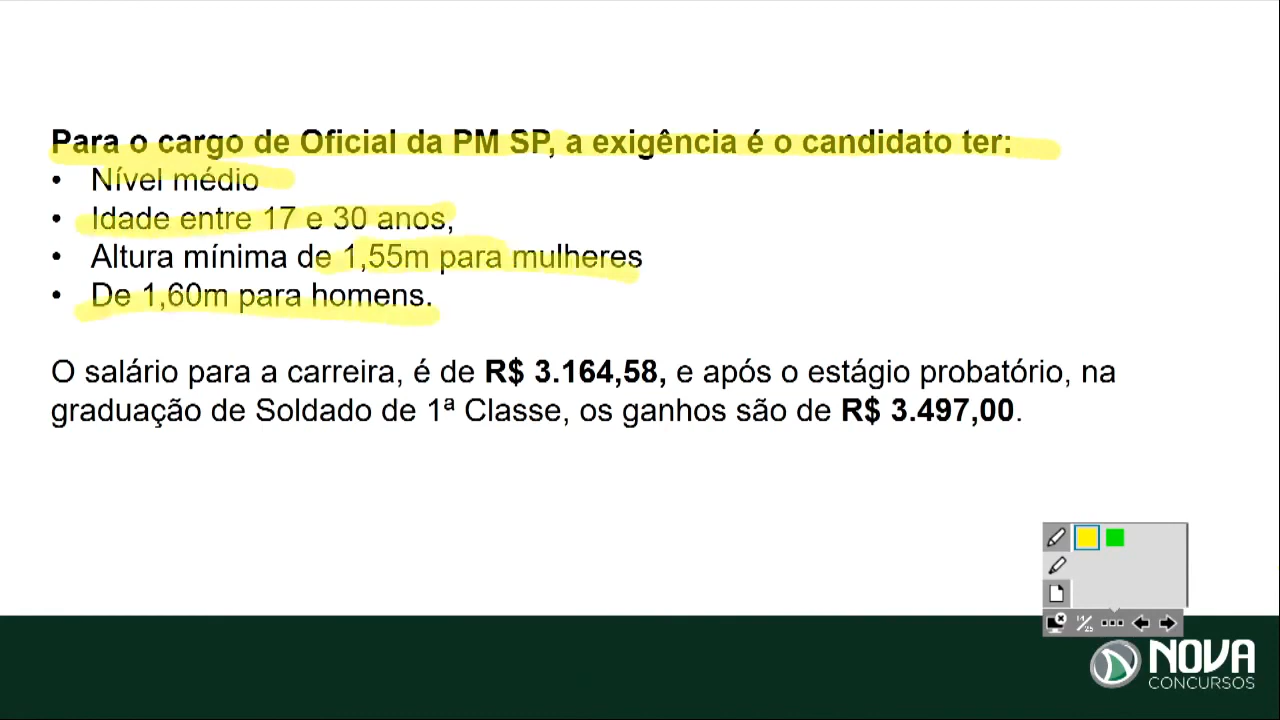 Para o cargo de Oficial da PM SP, a exigência é o candidato ter:
• Nível médio
• Idade entre 17 e 30 anos,
• Altura mínima de 1,55m para mulheres
• De 1,60m para homens.
O salário para a carreira, é de R$ 3.164,58, e após o estágio probatório, na
graduação de Soldado de 1ª Classe, os ganhos são de R$ 3.497,00.
NOVA
CONCURSOS